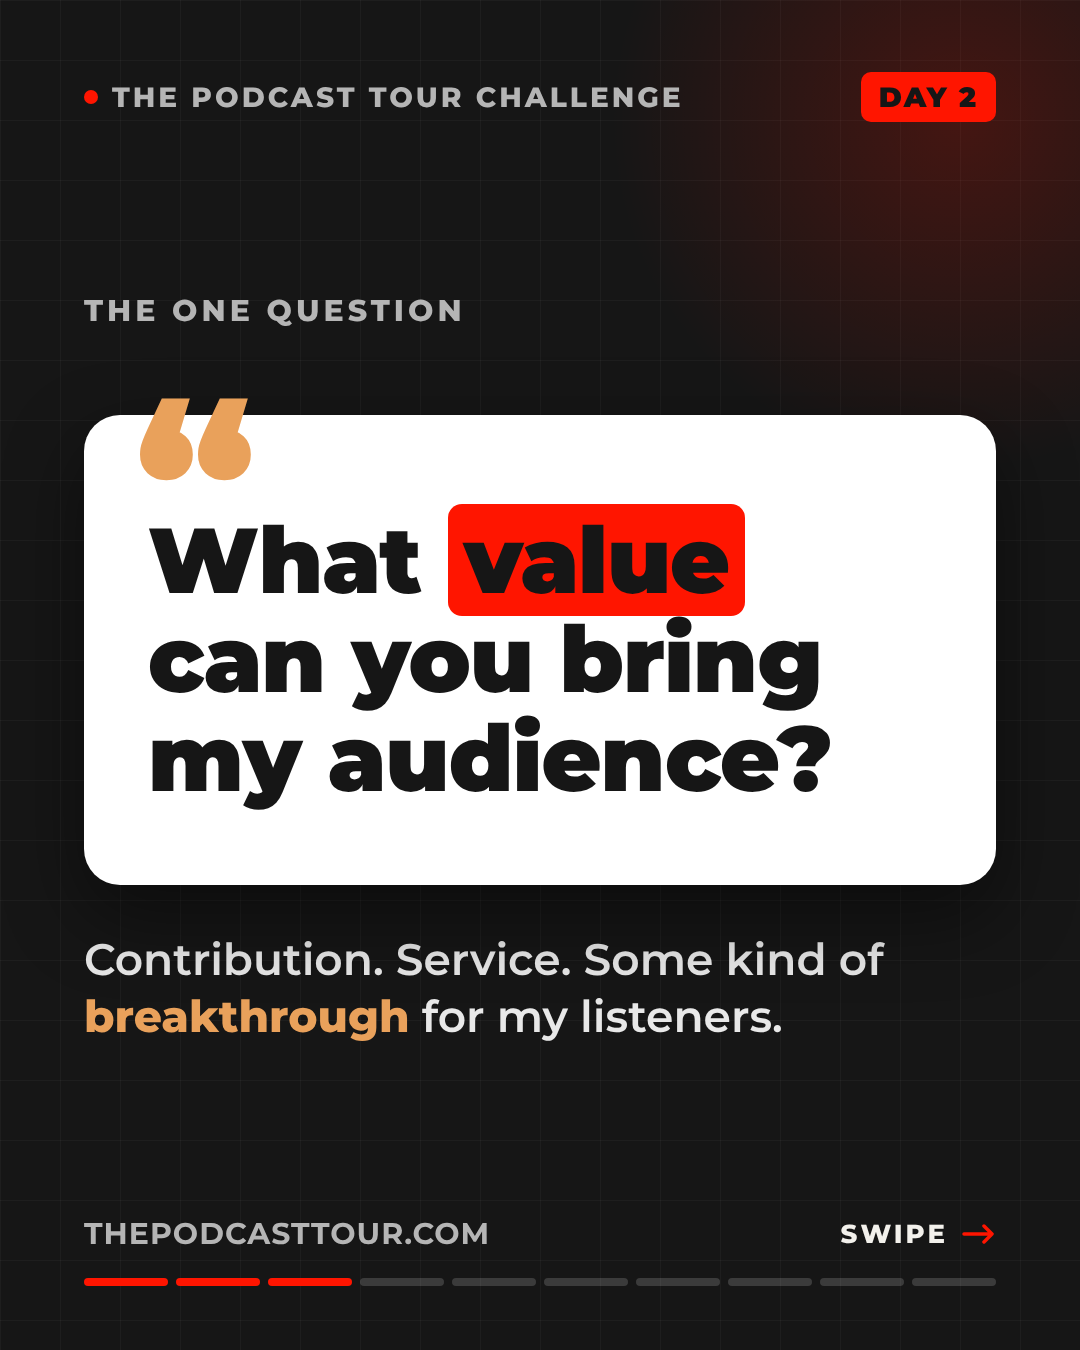 THE PODCAST TOUR CHALLENGE
DAY 2
THE ONE QUESTION
“
What value
can you bring
my audience?
Contribution. Service. Some kind of
breakthrough for my listeners.
THEPODCASTTOUR.COM
SWIPE →